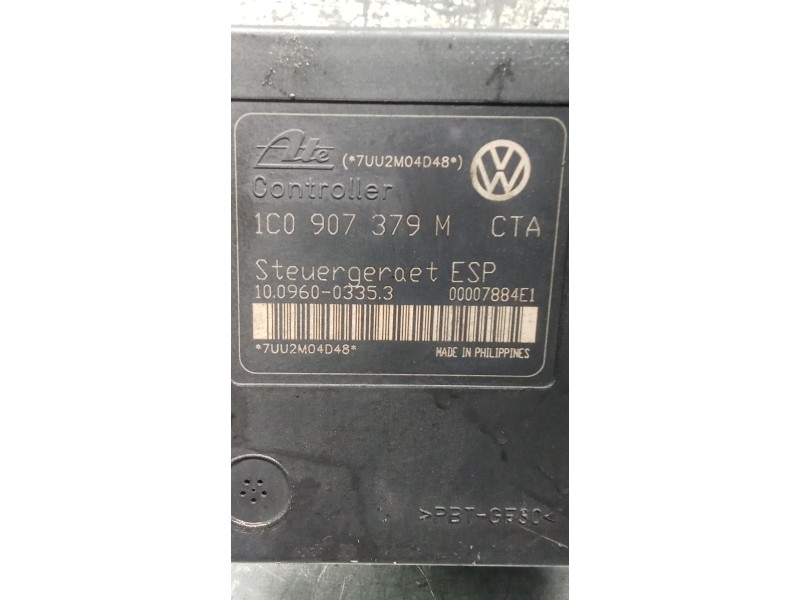 Ate (*7UU2M04D48*)
VW
Controller
1C0 907 379 M CTA
Steuergeraet ESP
10.0960-0335.3 00007884E1
*7UU2M04D48* MADE IN PHILIPPINES
>PBT-GF30<